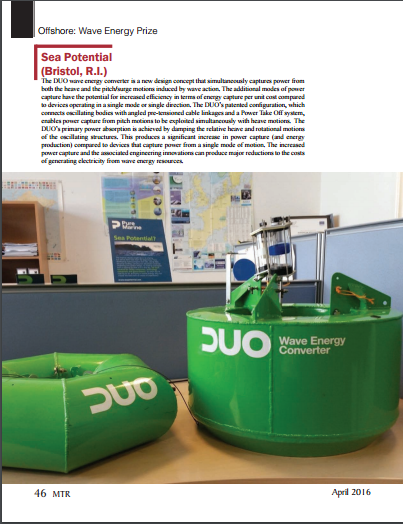 Offshore: Wave Energy Prize
Sea Potential
(Bristol, R.I.)
The DUO wave energy converter is a new design concept that simultaneously captures power from
both the heave and the pitch/surge motions induced by wave action. The additional modes of power
capture have the potential for increased efficiency in terms of energy capture per unit cost compared
to devices operating in a single mode or single direction. The DUO's patented configuration, which
connects oscillating bodies with angled pre-tensioned cable linkages and a Power Take Off system,
enables power capture from pitch motions to be exploited simultaneously with heave motions. The
DUO's primary power absorption is achieved by damping the relative heave and rotational motions
of the oscillating structures. This produces a significant increase in power capture (and energy
production) compared to devices that capture power from a single mode of motion. The increased
power capture and the associated engineering innovations can produce major reductions to the costs
of generating electricity from wave energy resources.
Pure
Marine
Sea Potential!
DUO
Wave Energy
Converter
DUO
46 MTR
April 2016